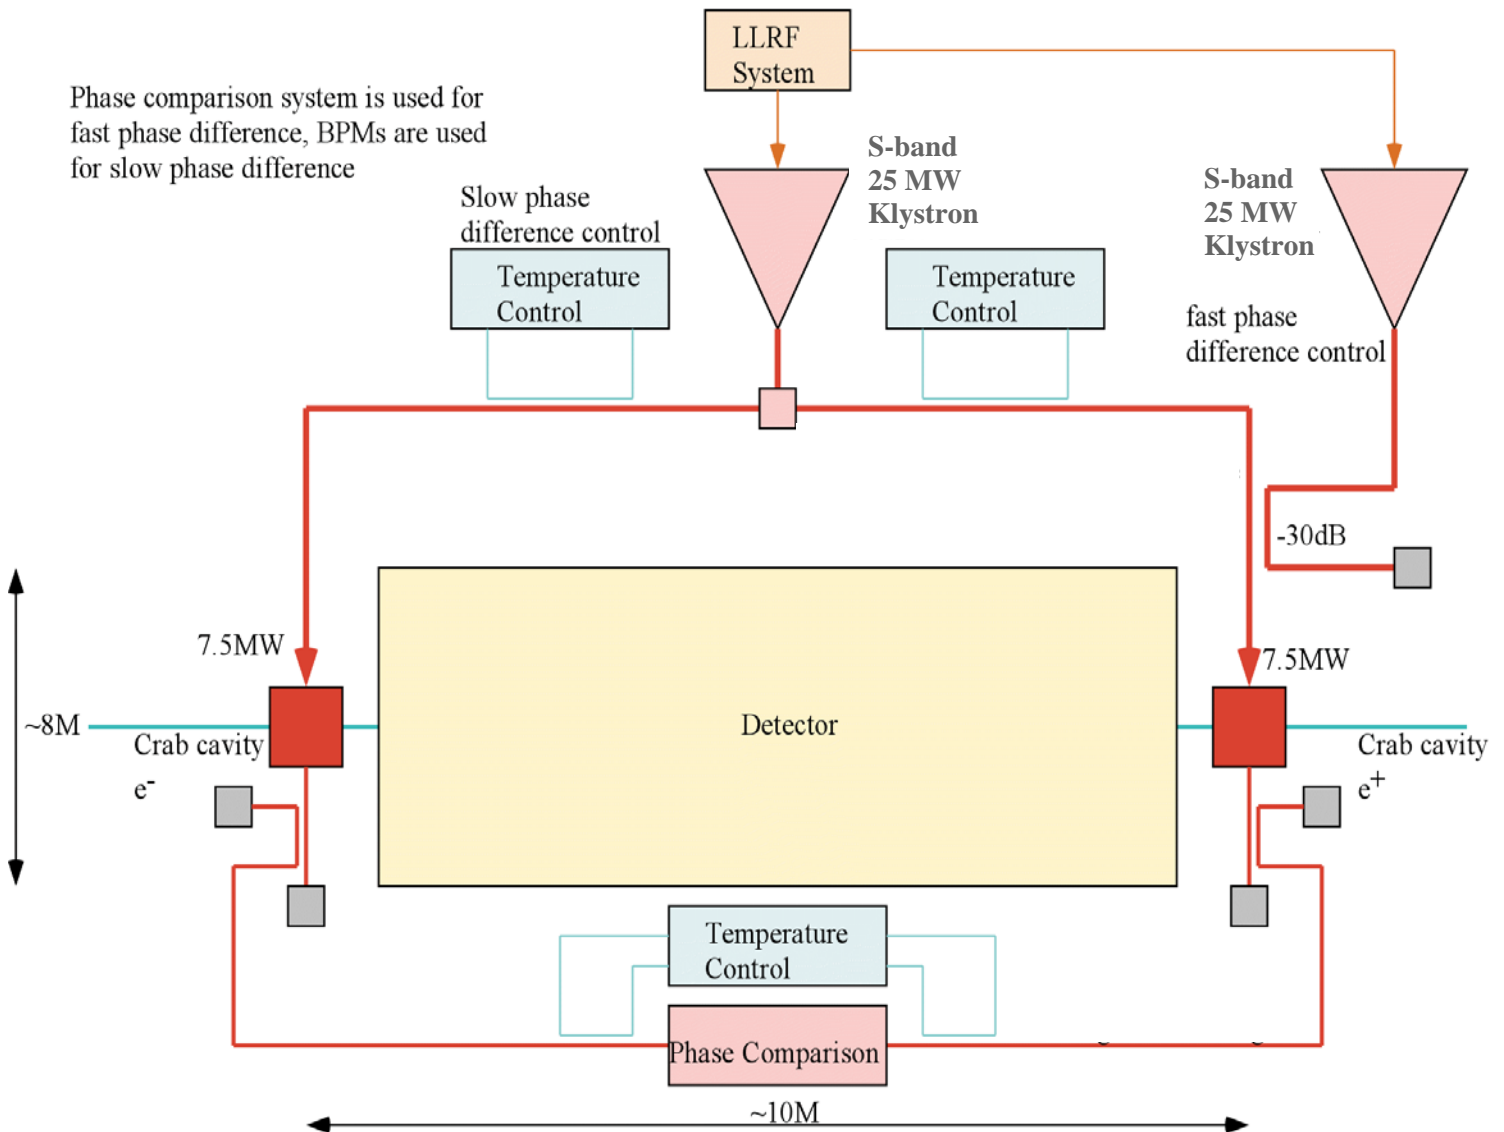 LLRF
System
Phase comparison system is used for
fast phase difference, BPMs are used
for slow phase difference
S-band
25 MW
Klystron
S-band
25 MW
Klystron
Slow phase
difference control
Temperature
Control
Temperature
Control
fast phase
difference control
-30dB
7.5MW
7.5MW
~8M
Detector
Crab cavity
e-
Crab cavity
e+
Temperature
Control
Phase Comparison
~10M